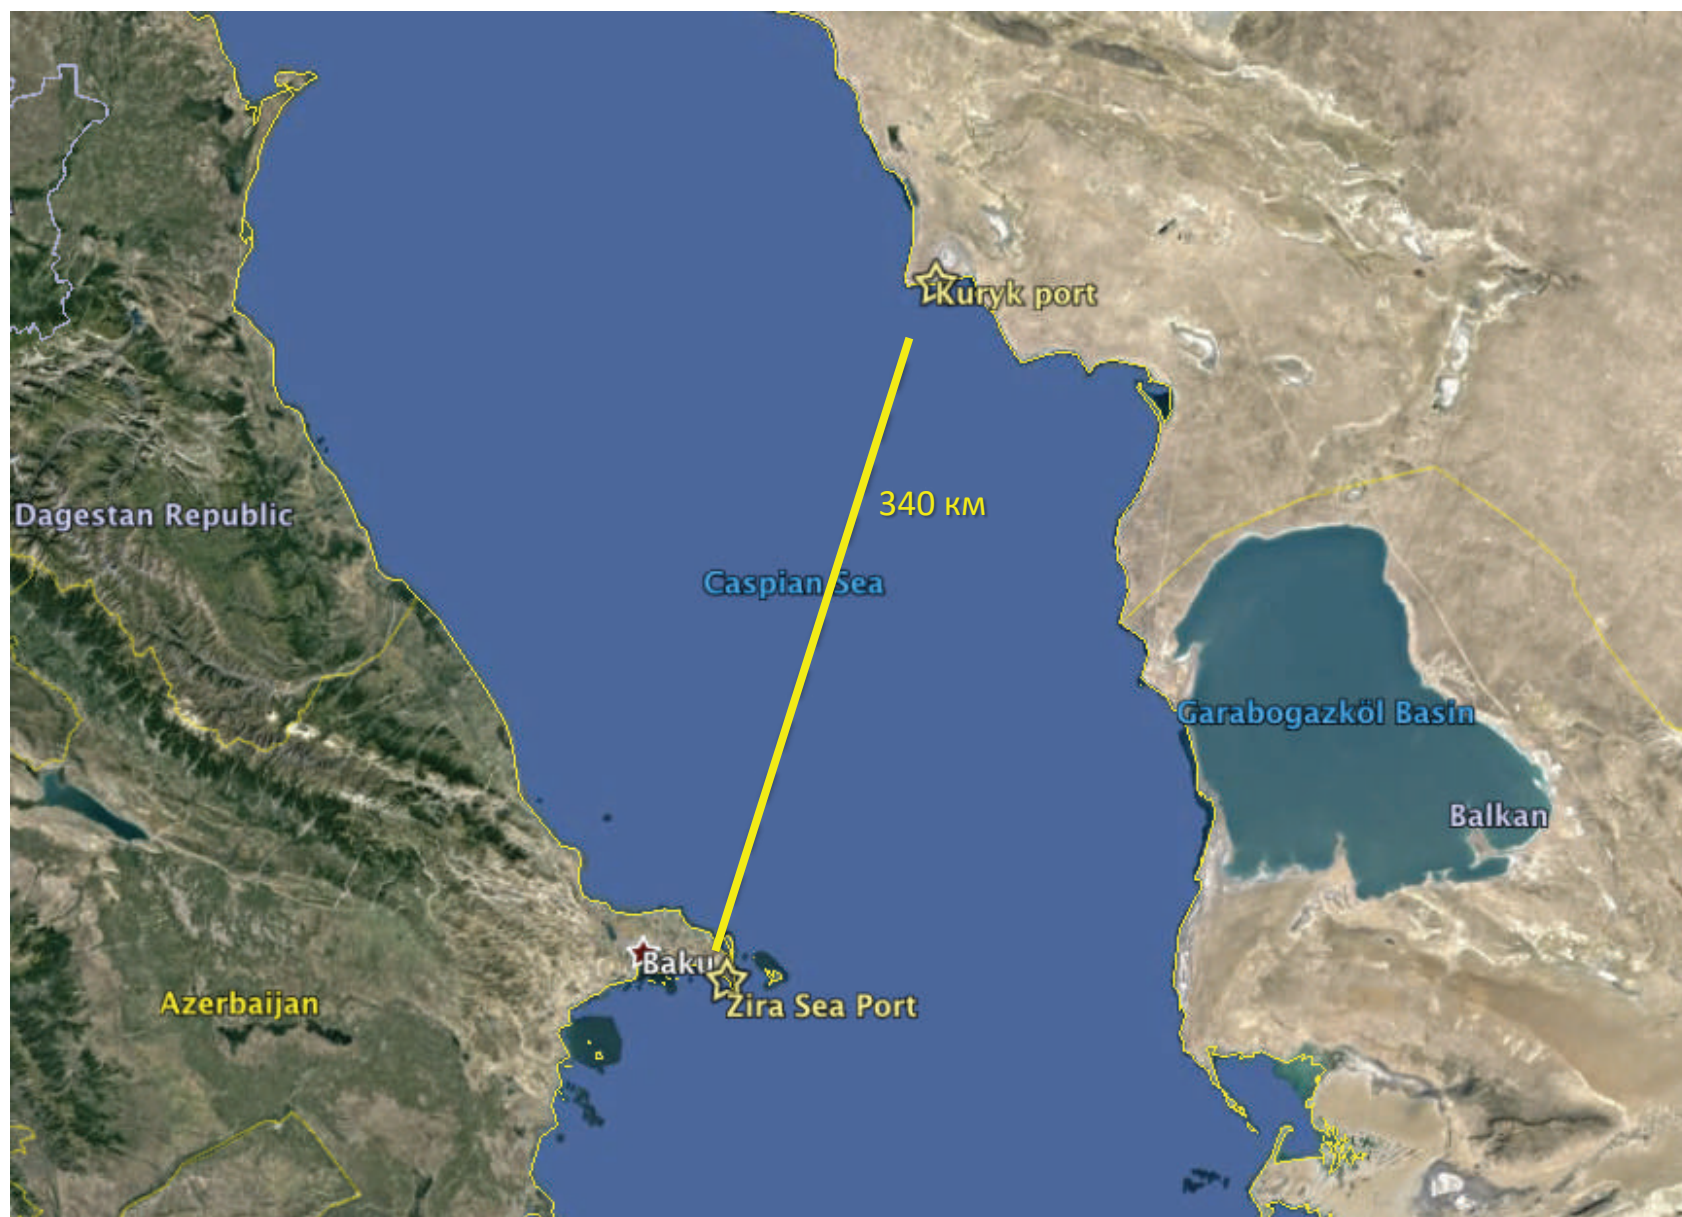 Kuryk port
340 км
Dagestan Republic
Caspian Sea
Garabogazköl Basin
Balkan
Baku
Azerbaijan
Zira Sea Port